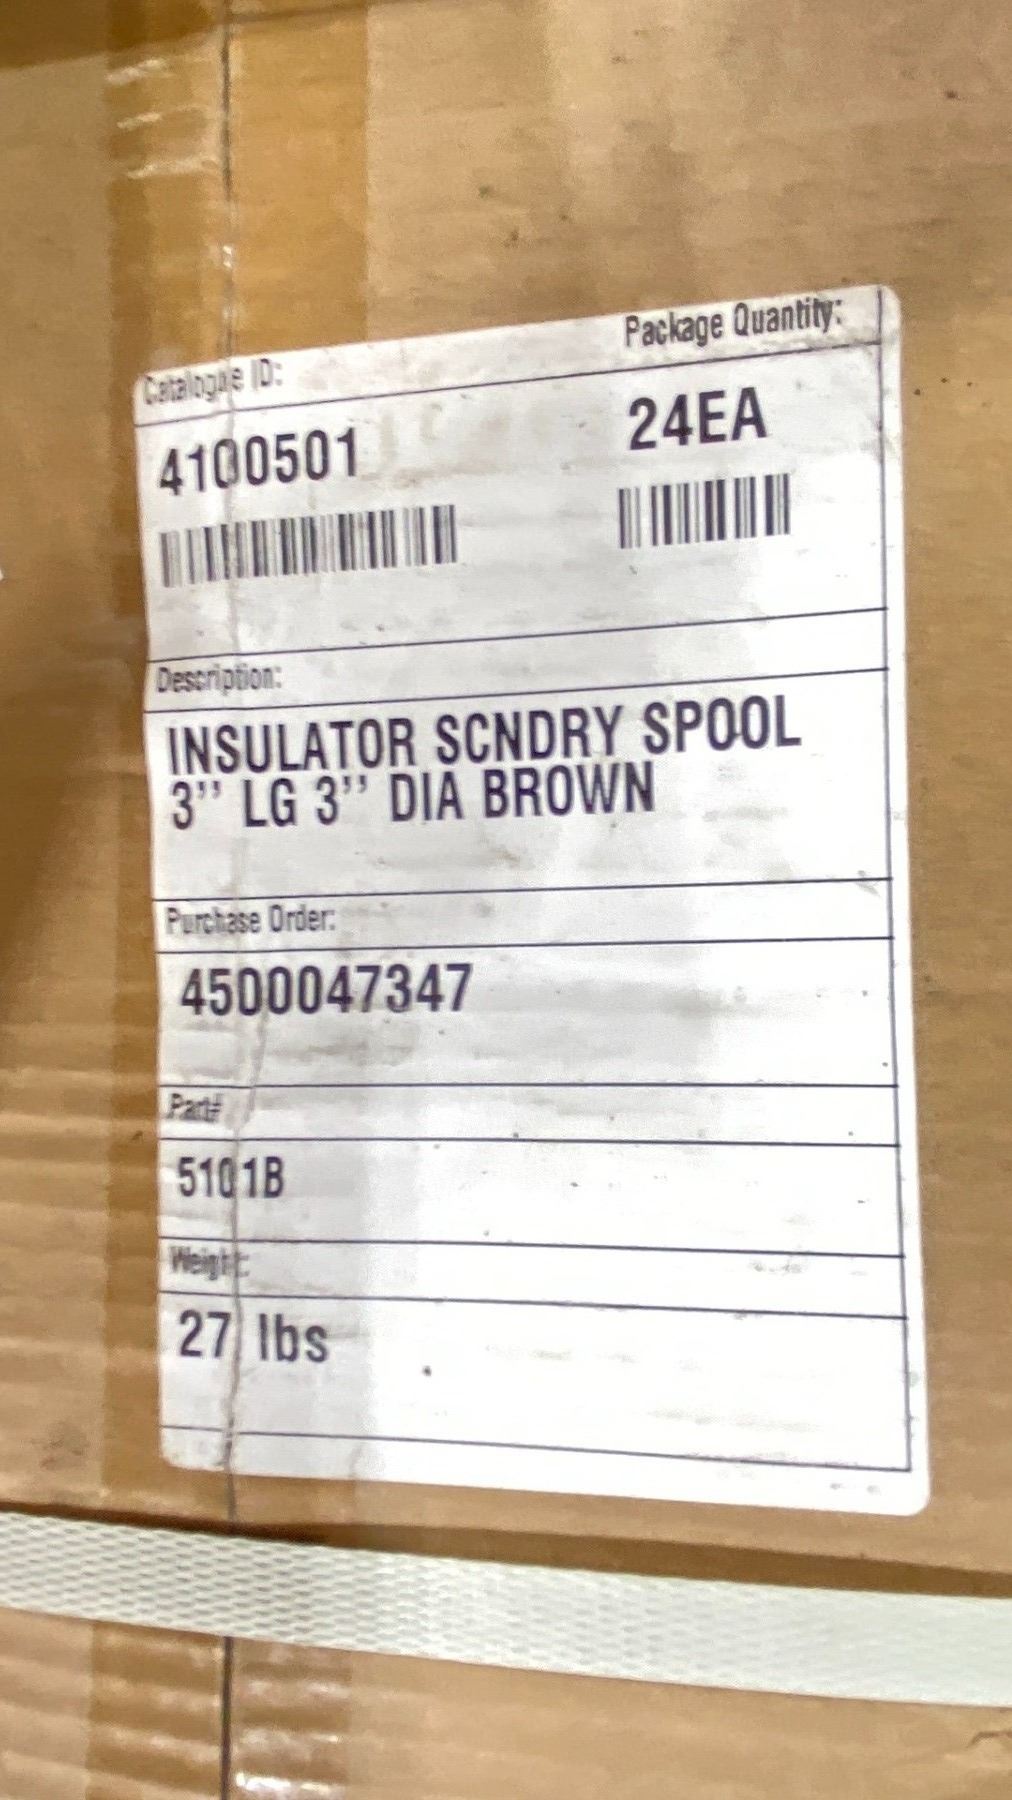 Catalogue ID: Package Quantity:
4100501 24EA
Description:
INSULATOR SCNDRY SPOOL
3'' LG 3'' DIA BROWN
Purchase Order:
4500047347
Part#
5101B
Weight:
27 lbs